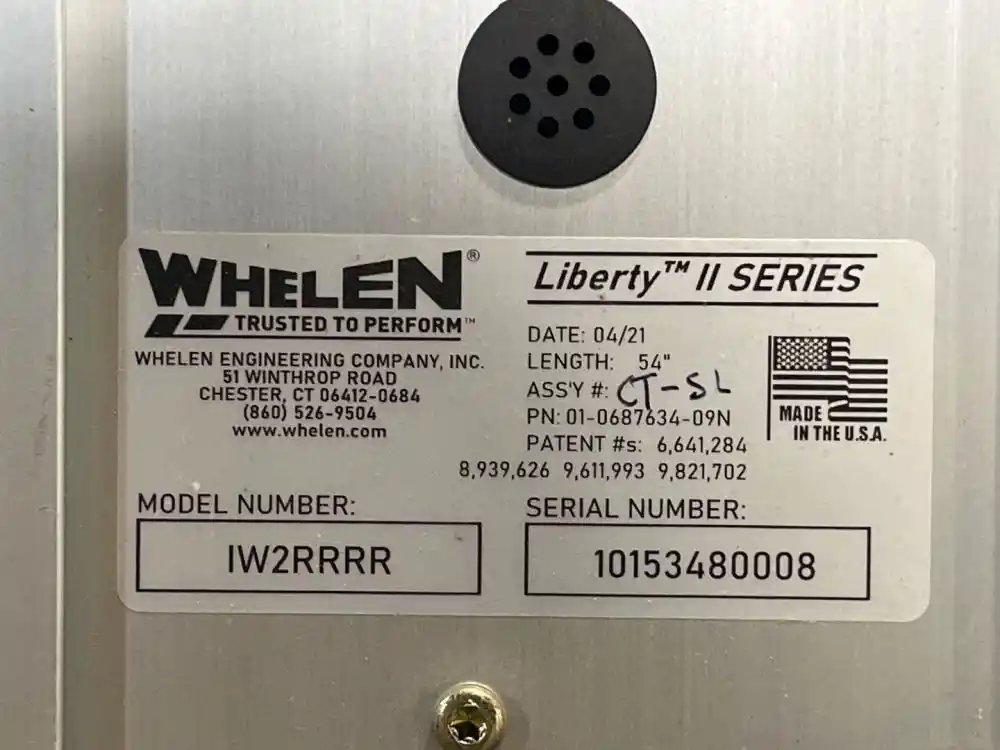 WHELEN®
TRUSTED TO PERFORM™
WHELEN ENGINEERING COMPANY, INC.
51 WINTHROP ROAD
CHESTER, CT 06412-0684
(860) 526-9504
www.whelen.com
Liberty™ II SERIES
DATE: 04/21
LENGTH: 54"
ASS'Y #: CT-SL
PN: 01-0687634-09N
PATENT #s: 6,641,284
8,939,626 9,611,993 9,821,702
MADE
IN THE U.S.A.
MODEL NUMBER:
IW2RRRR
SERIAL NUMBER:
10153480008